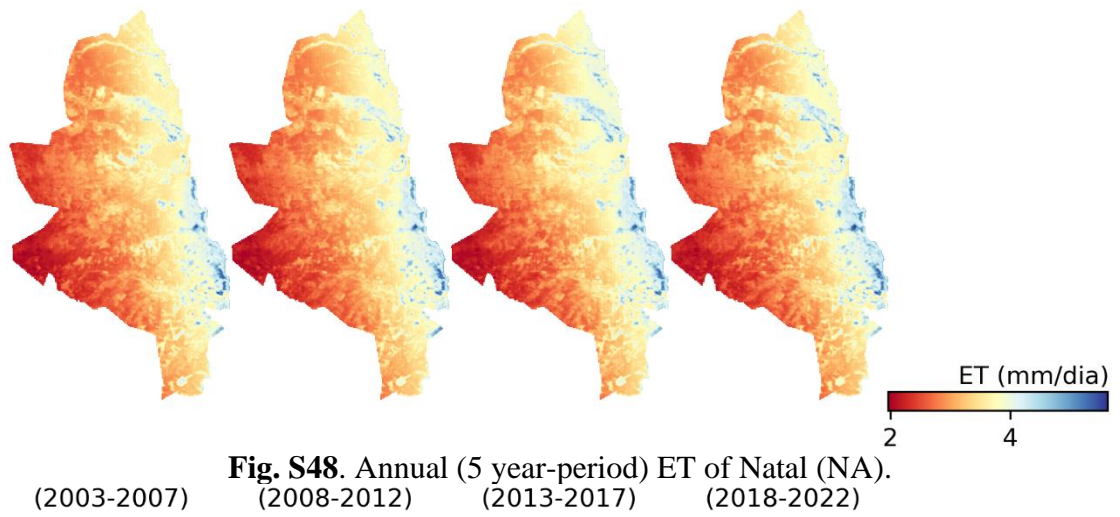 ET (mm/dia)
2 4
Fig. S48. Annual (5 year-period) ET of Natal (NA).
(2003-2007) (2008-2012) (2013-2017) (2018-2022)